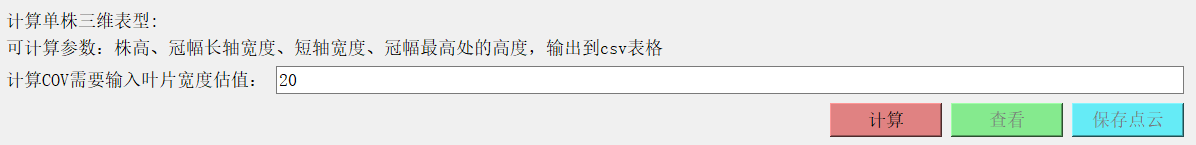 计算单株三维表型:
可计算参数：株高、冠幅长轴宽度、短轴宽度、冠幅最高处的高度，输出到csv表格
计算COV需要输入叶片宽度估值： 20
计算 查看 保存点云